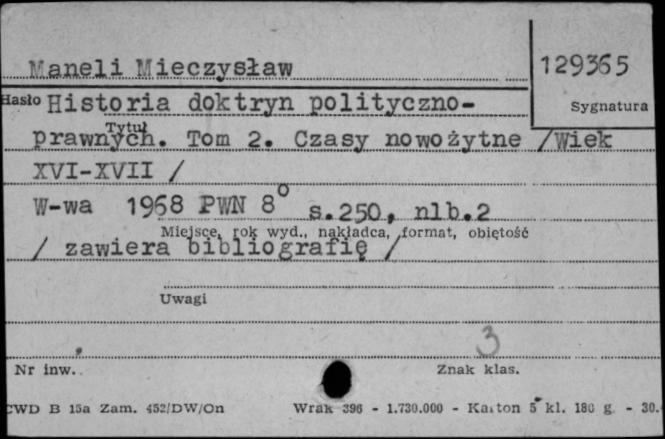 Maneli Mieczysław
129365
Hasło Historia doktryn polityczno-
Sygnatura
Tytuł
prawnych. Tom 2. Czasy nowożytne /Wiek
XVI-XVII /
W-wa 1968 PWN 8° s.250, nlb.2
Miejsce, rok wyd., nakładca, format, objętość
/ zawiera bibliografię /
Uwagi
3
Nr inw.
Znak klas.
CWD B 15a Zam. 452/DW/On Wrak 396 - 1.730.000 - Karton 5 kl. 180 g. - 30.